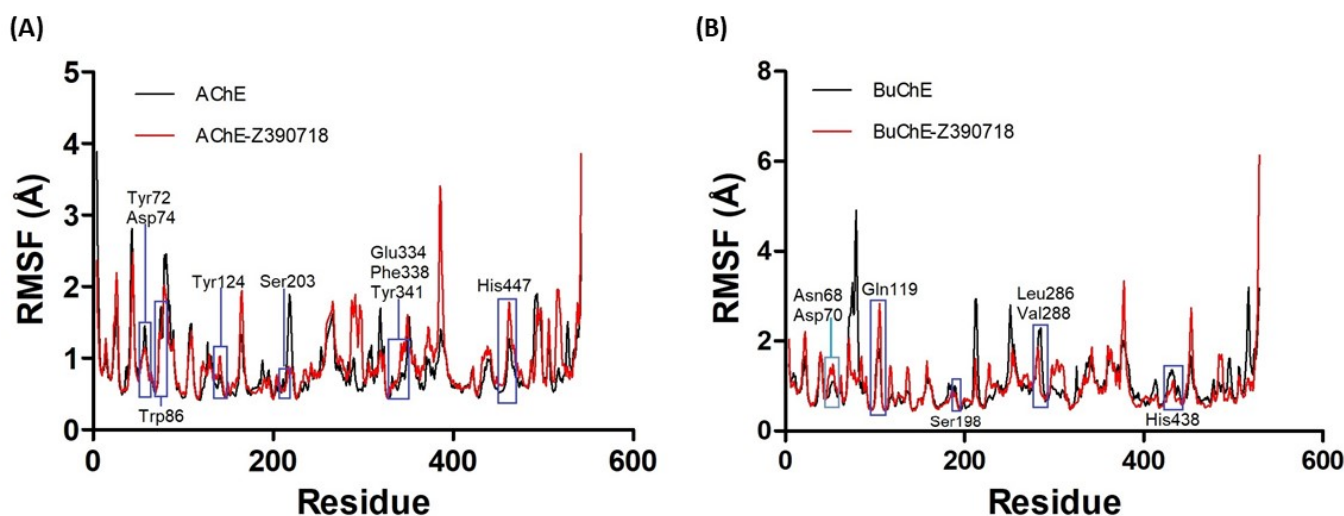 (A)
5
4
3
2
1
0
RMSF (Å)
AChE
AChE-Z390718
Tyr72
Asp74
Trp86
Tyr124
Ser203
Glu334
Phe338
Tyr341
His447
0
200
400
600
Residue
(B)
8
6
4
2
0
RMSF (Å)
BuChE
BuChE-Z390718
Asn68
Asp70
Gln119
Ser198
Leu286
Val288
His438
0
200
400
600
Residue